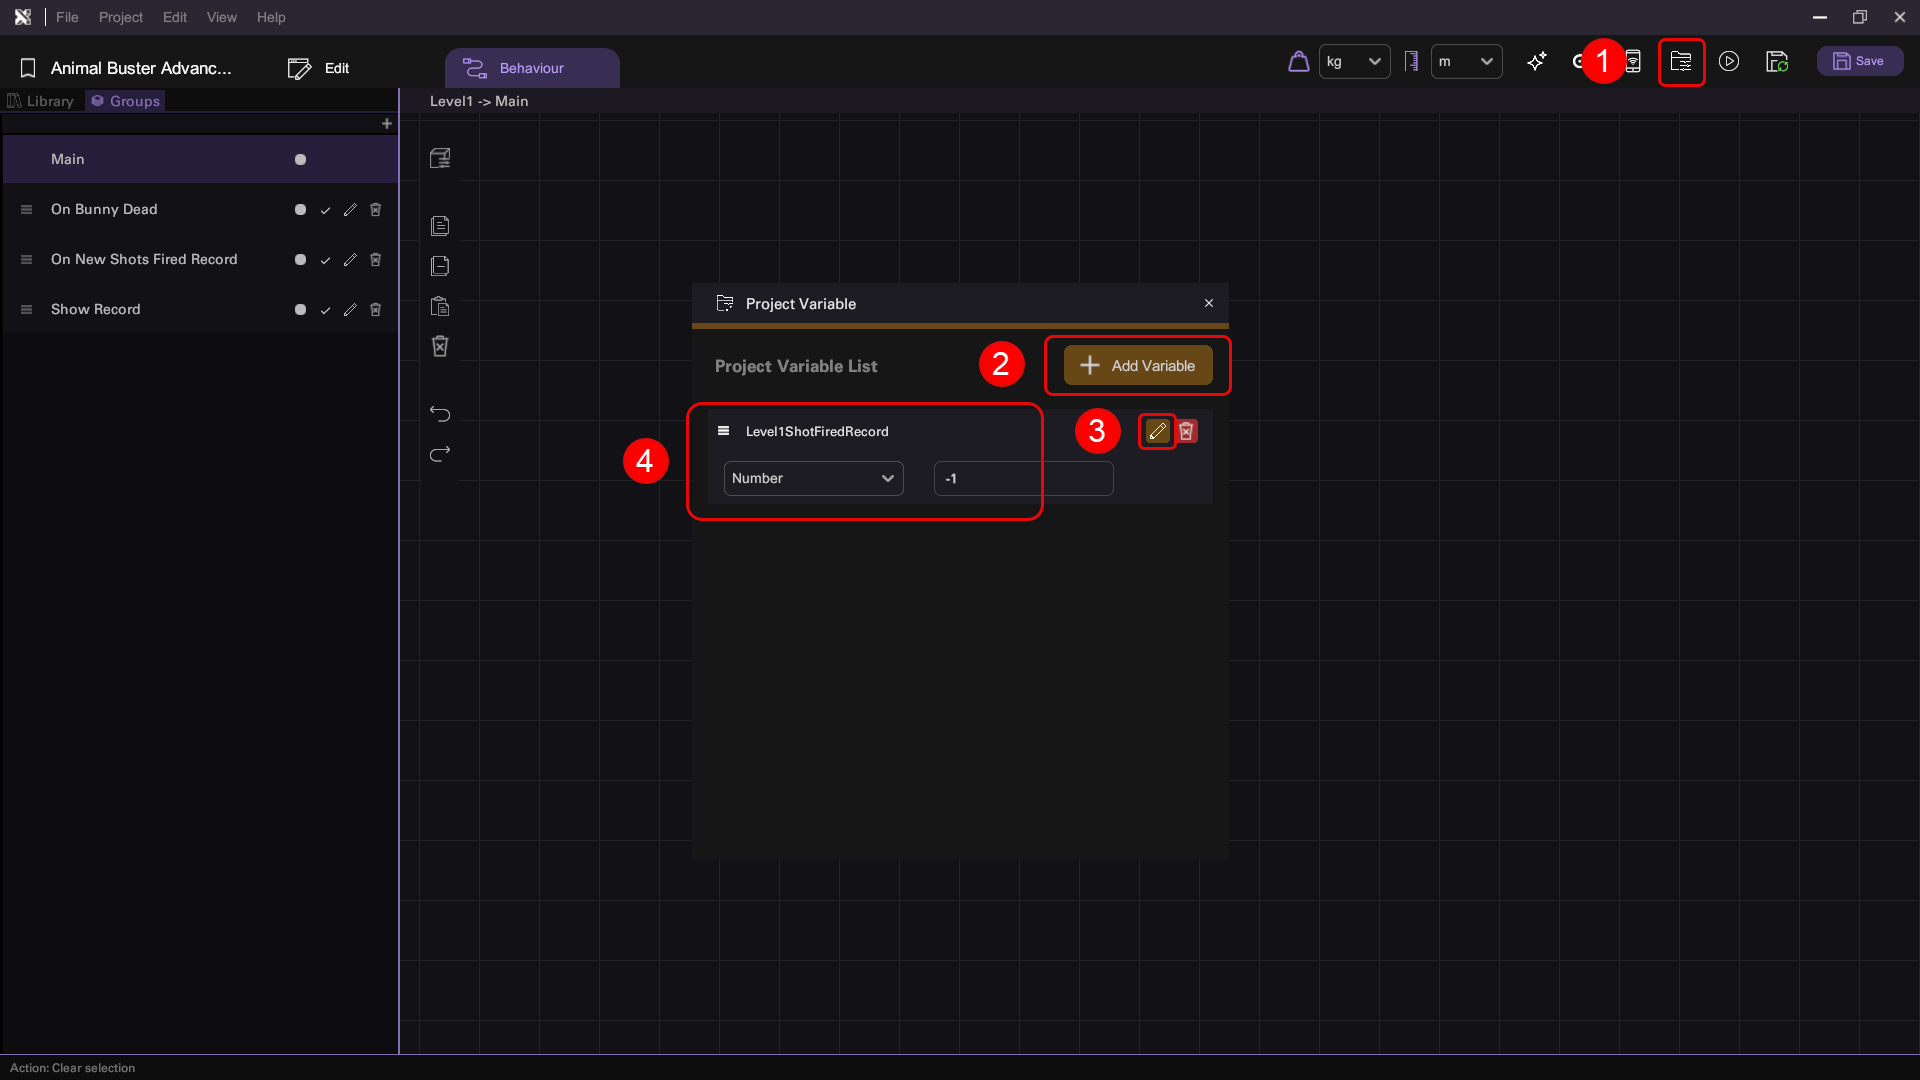 File Project Edit View Help
Animal Buster Advanc... Edit Behaviour kg m 1 Save
Library Groups Level1 -> Main
Main
On Bunny Dead
On New Shots Fired Record
Show Record
Project Variable
Project Variable List 2 Add Variable
Level1ShotFiredRecord 3
4
Number -1
Action: Clear selection